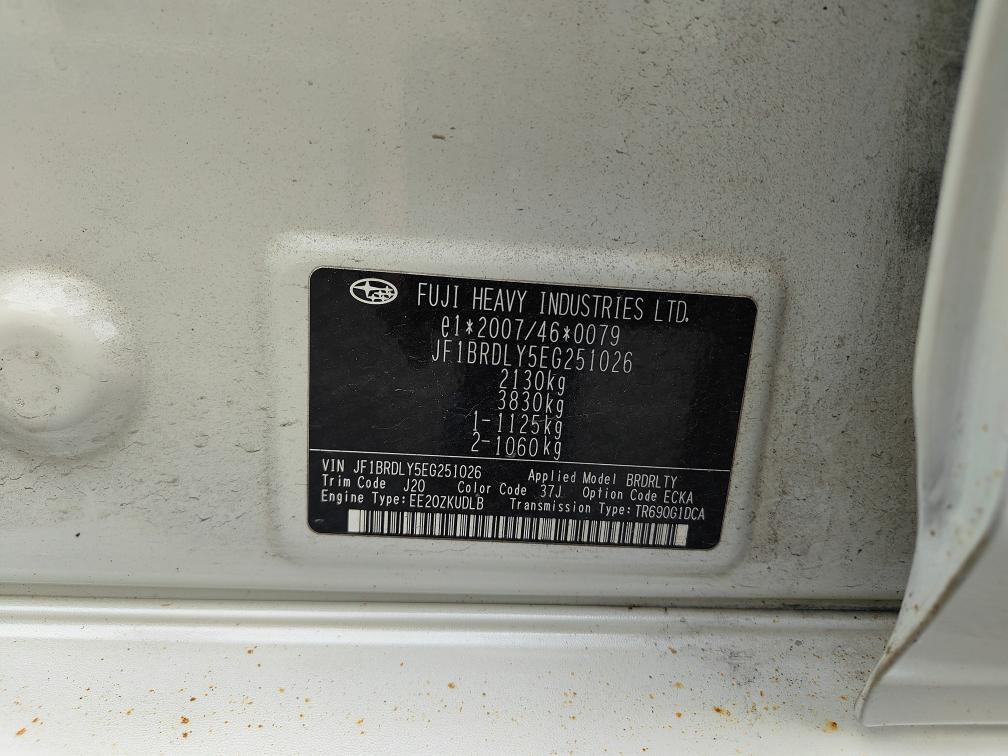 FUJI HEAVY INDUSTRIES LTD.
e1*2007/46*0079
JF1BRDLY5EG251026
2130kg
3830kg
1-1125kg
2-1060kg
VIN JF1BRDLY5EG251026 Applied Model BRDRLTY
Trim Code J20 Color Code 37J Option Code ECKA
Engine Type:EE20ZKUDLB Transmission Type:TR690G1DCA